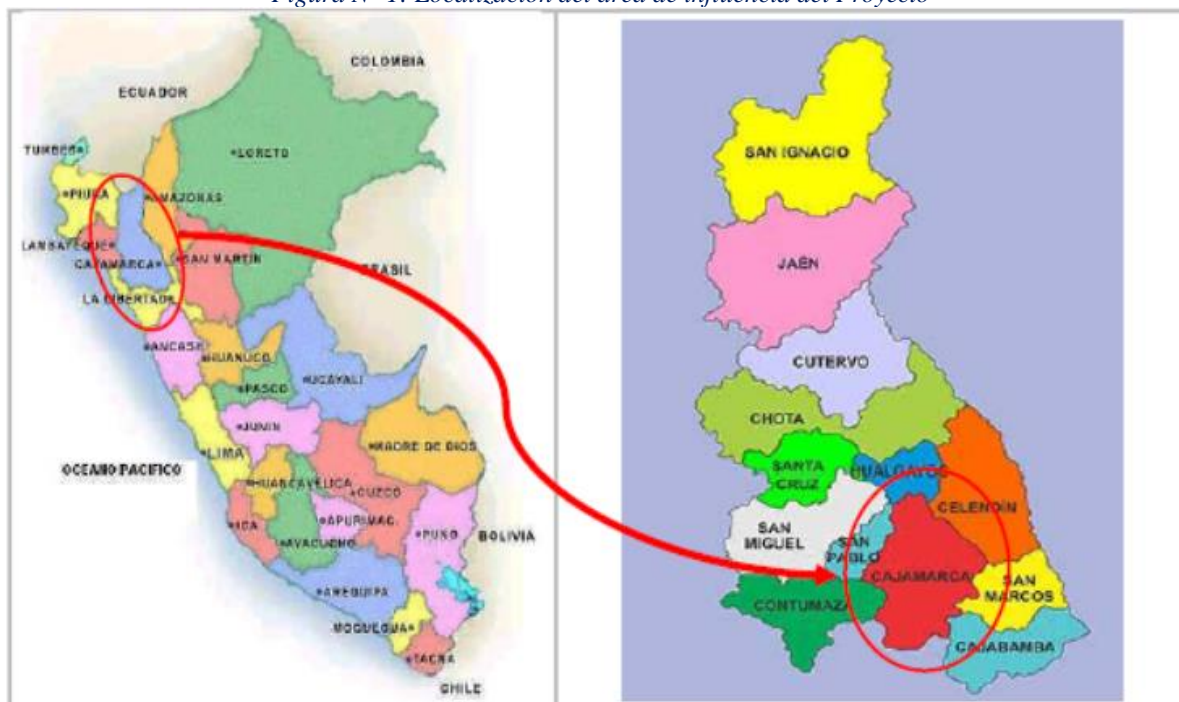 Figura N° 1: Localización del área de influencia del Proyecto
COLOMBIA
ECUADOR
TUMBES
LORETO
PIURA
AMAZONAS
LAMBAYEQUE
CAJAMARCA
SAN MARTIN
BRASIL
LA LIBERTAD
ANCASH
HUANUCO
UCAYALI
PASCO
JUNIN
LIMA
MADRE DE DIOS
OCEANO PACIFICO
HUANCAVELICA
CUZCO
ICA
APURIMAC
PUNO
BOLIVIA
AYACUCHO
AREQUIPA
MOQUEGUA
TACNA
CHILE
SAN IGNACIO
JAÉN
CUTERVO
CHOTA
SANTA
CRUZ
HUALGAYOC
CELENDÍN
SAN
MIGUEL
SAN
PABLO
CAJAMARCA
SAN
MARCOS
CONTUMAZA
CAJABAMBA